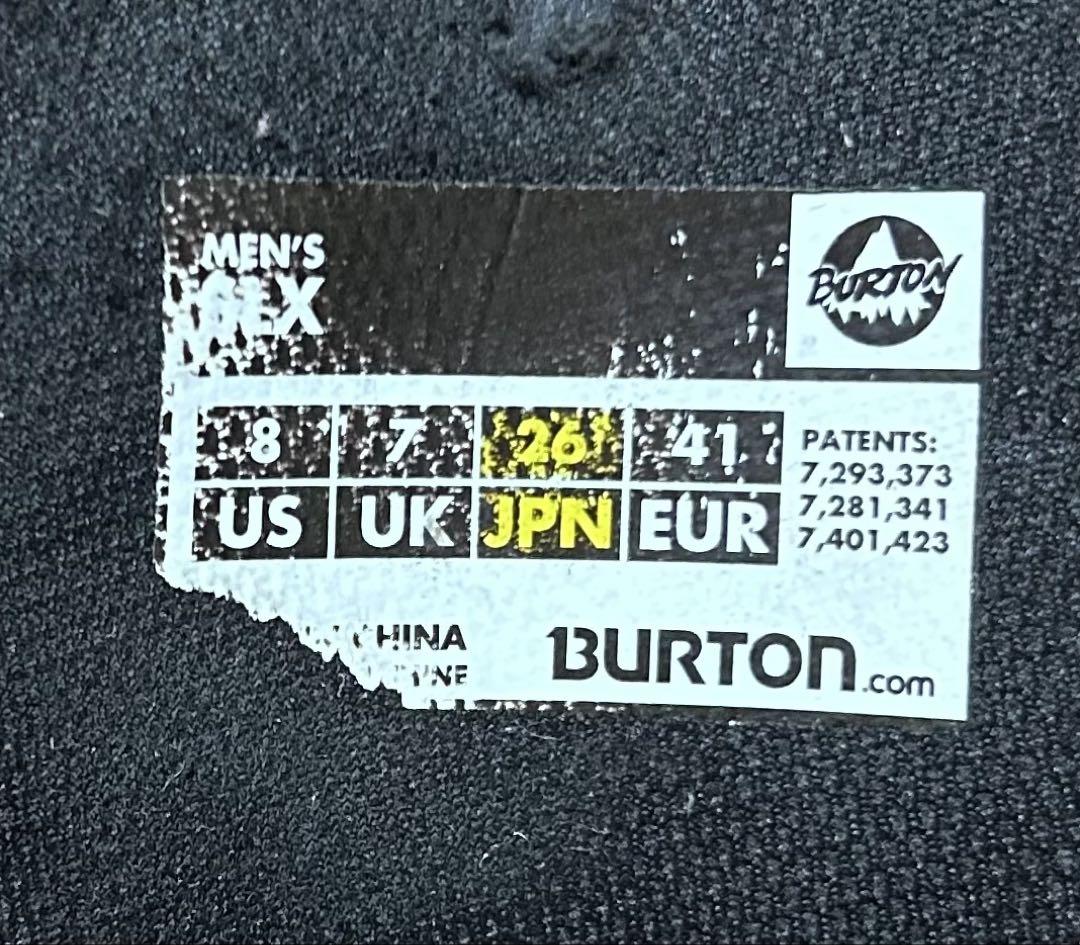 MEN'S
SLX
BURTON
8 7 26 41
US UK JPN EUR
PATENTS:
7,293,373
7,281,341
7,401,423
CHINA
BURTON.com